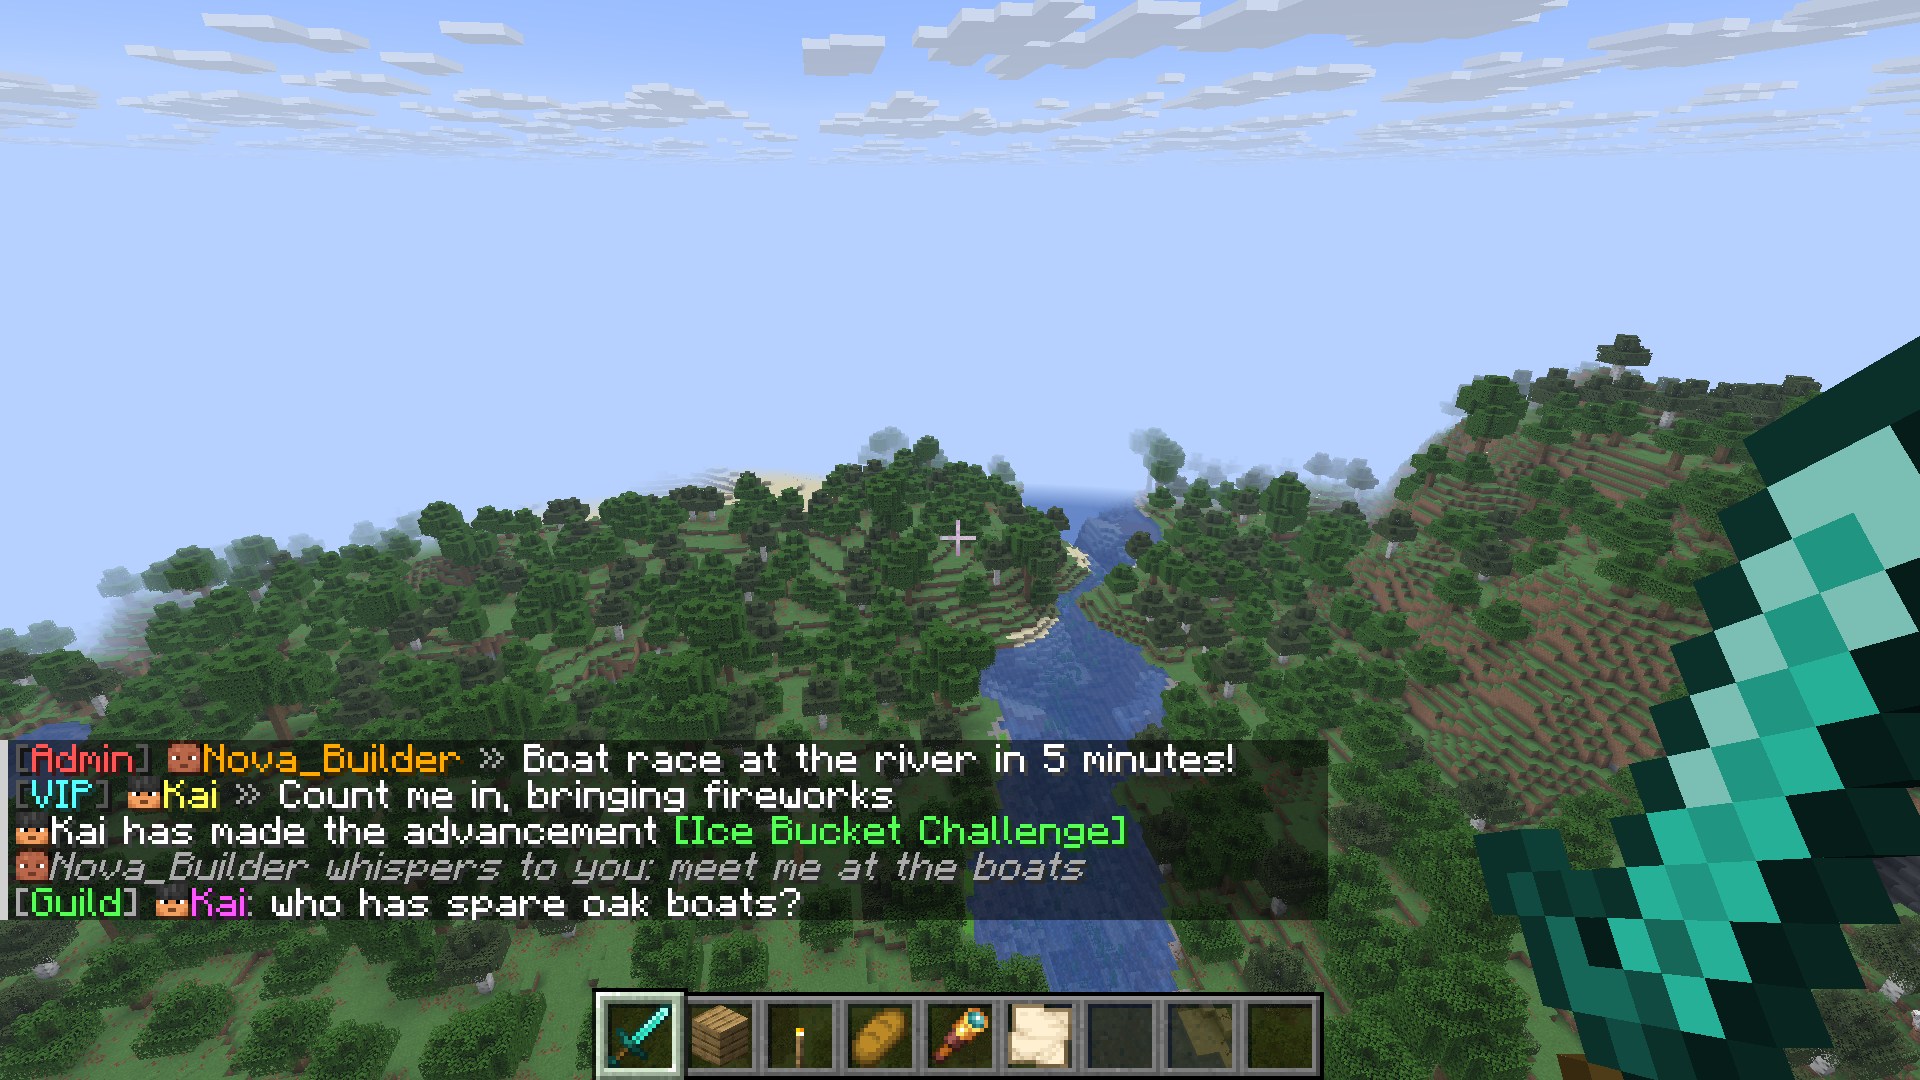 [Admin] Nova_Builder » Boat race at the river in 5 minutes!
[VIP] Kai » Count me in, bringing fireworks
Kai has made the advancement [Ice Bucket Challenge]
Nova_Builder whispers to you: meet me at the boats
[Guild] Kai: who has spare oak boats?